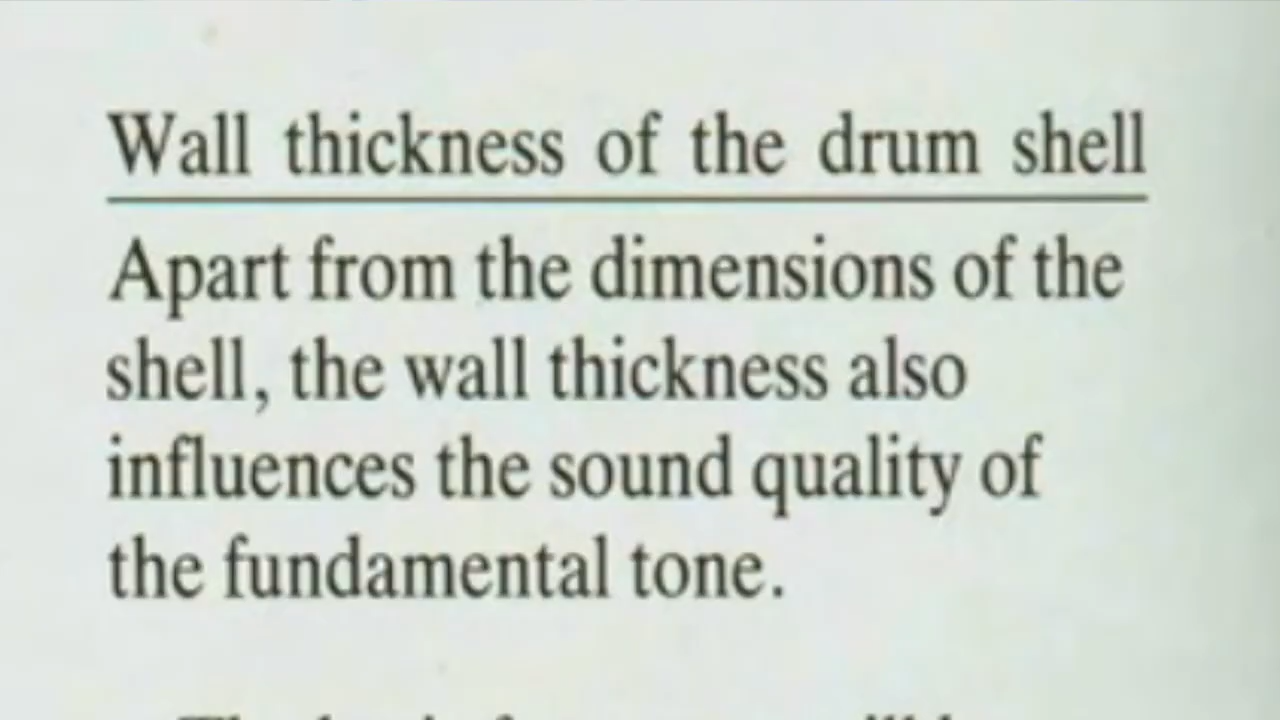 Wall thickness of the drum shell
Apart from the dimensions of the
shell, the wall thickness also
influences the sound quality of
the fundamental tone.